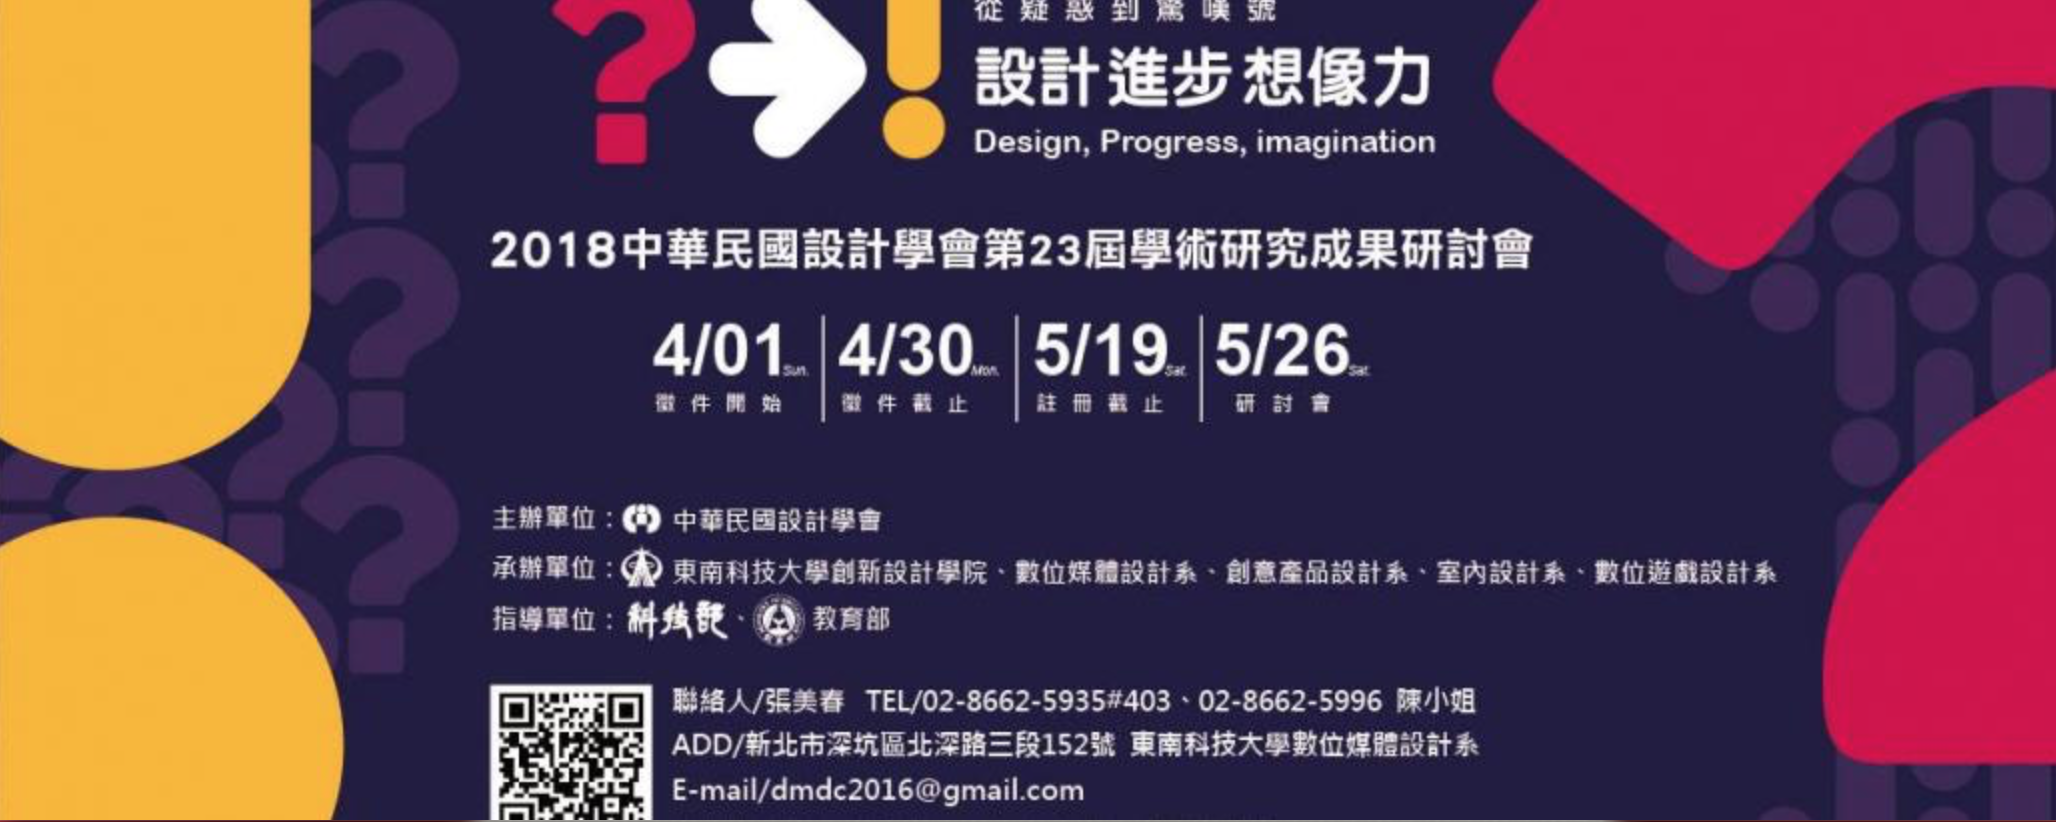 從疑惑到驚嘆號
設計進步想像力
Design, Progress, imagination
2018中華民國設計學會第23屆學術研究成果研討會
4/01 Sun. 4/30 Mon. 5/19 Sat. 5/26 Sat.
徵件開始 徵件截止 註冊截止 研討會
主辦單位：中華民國設計學會
承辦單位：東南科技大學創新設計學院、數位媒體設計系、創意產品設計系、室內設計系、數位遊戲設計系
指導單位：科技部、教育部
聯絡人/張美春 TEL/02-8662-5935#403、02-8662-5996 陳小姐
ADD/新北市深坑區北深路三段152號 東南科技大學數位媒體設計系
E-mail/dmdc2016@gmail.com